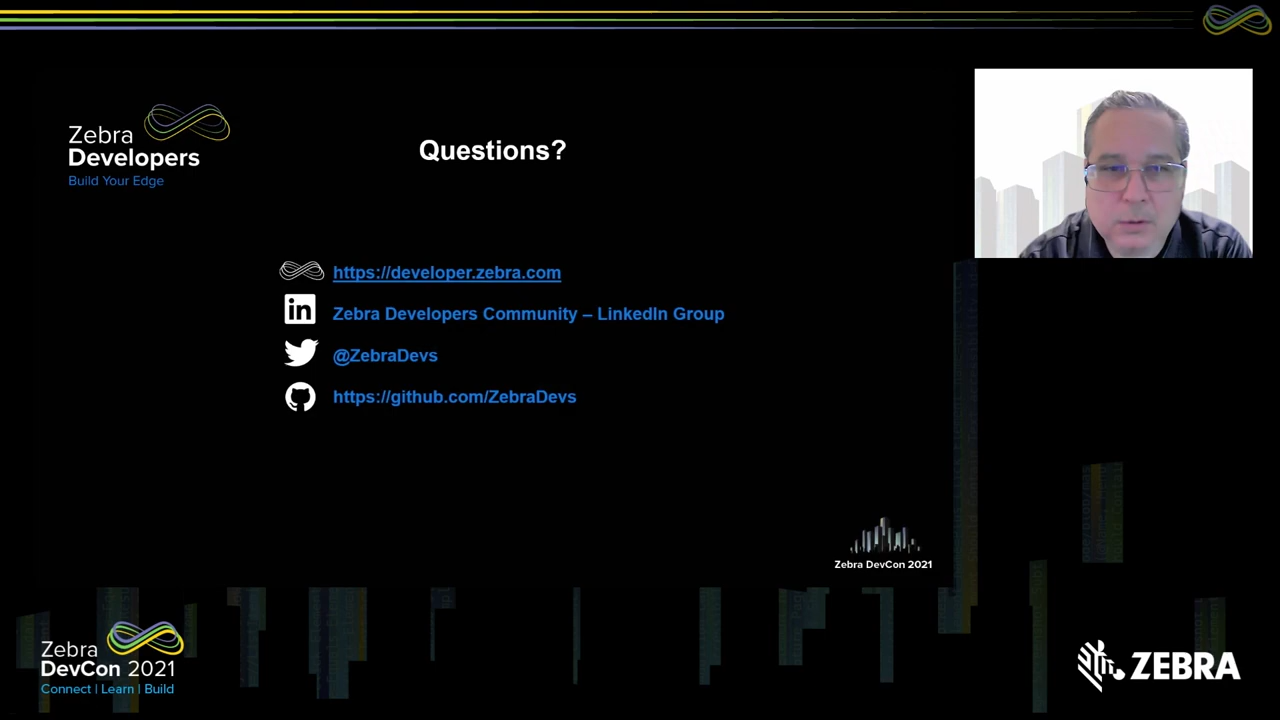 Zebra
Developers
Build Your Edge
Questions?
https://developer.zebra.com
in
Zebra Developers Community – LinkedIn Group
@ZebraDevs
https://github.com/ZebraDevs
Zebra DevCon 2021
Zebra
DevCon 2021
Connect | Learn | Build
ZEBRA